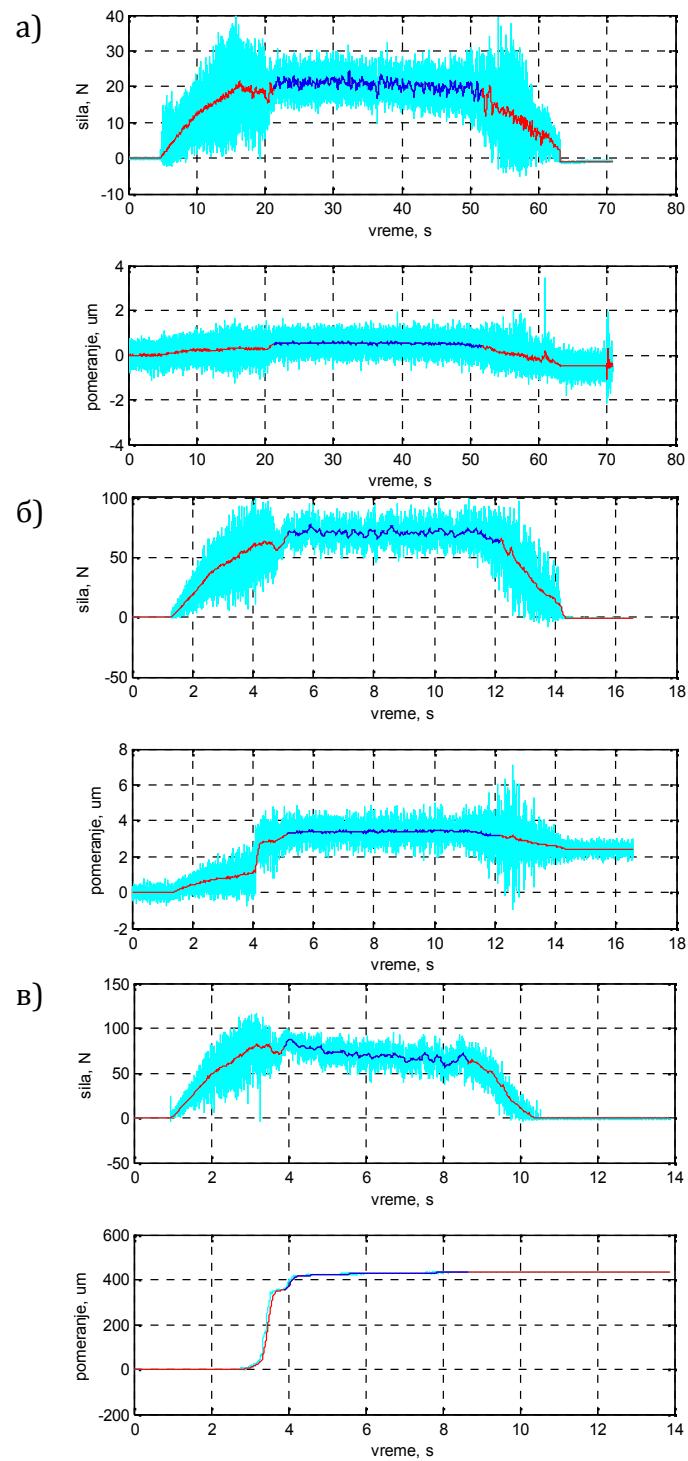 а)
40
30
20
10
0
-10
sila, N
0 10 20 30 40 50 60 70 80
vreme, s
4
2
0
-2
-4
pomeranje, um
0 10 20 30 40 50 60 70 80
vreme, s
б)
100
50
0
-50
sila, N
0 2 4 6 8 10 12 14 16 18
vreme, s
8
6
4
2
0
-2
pomeranje, um
0 2 4 6 8 10 12 14 16 18
vreme, s
в)
150
100
50
0
-50
sila, N
0 2 4 6 8 10 12 14
vreme, s
600
400
200
0
-200
pomeranje, um
0 2 4 6 8 10 12 14
vreme, s